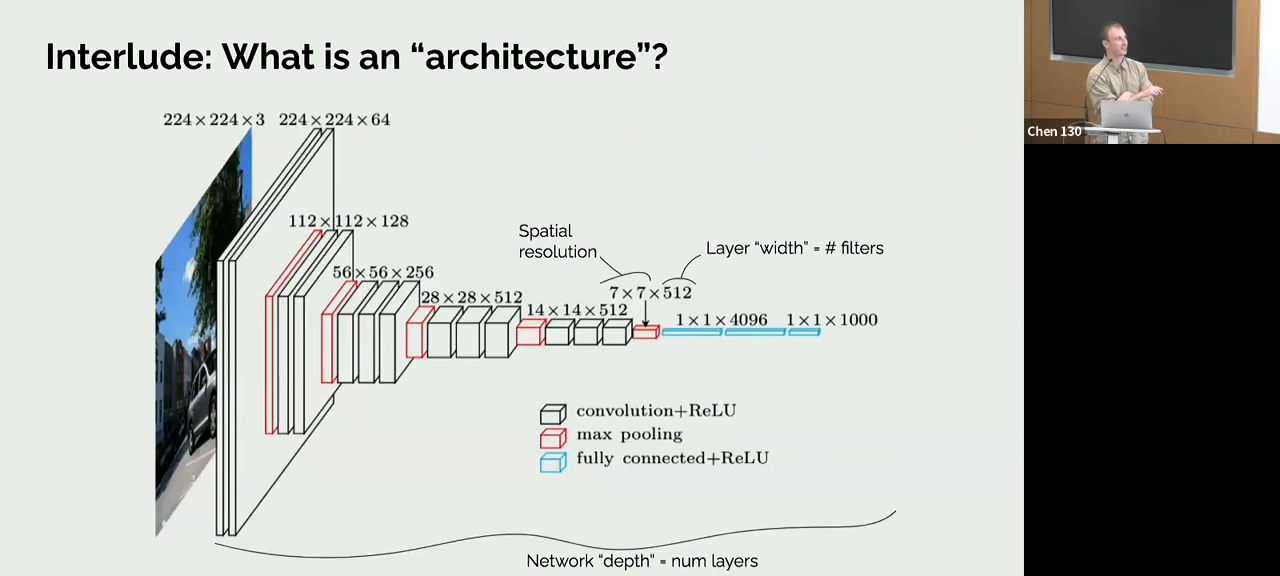 Interlude: What is an “architecture”?
224×224×3 224×224×64
112×112×128
56×56×256
28×28×512
14×14×512
Spatial
resolution
7×7×512
Layer “width” = # filters
1×1×4096 1×1×1000
convolution+ReLU
max pooling
fully connected+ReLU
Network “depth” = num layers
Chen 130